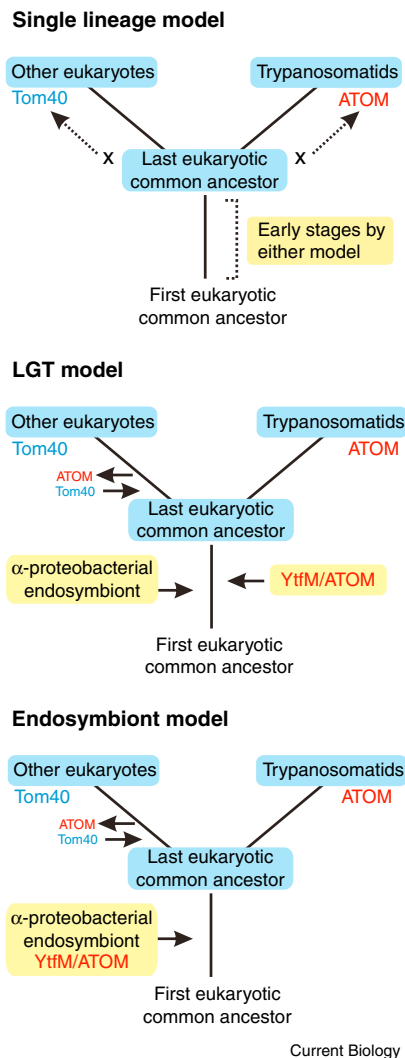 Single lineage model
Other eukaryotes
Trypanosomatids
Tom40
ATOM
x
x
Last eukaryotic
common ancestor
Early stages by
either model
First eukaryotic
common ancestor
LGT model
Other eukaryotes
Trypanosomatids
Tom40
ATOM
ATOM
Tom40
Last eukaryotic
common ancestor
α-proteobacterial
endosymbiont
YtfM/ATOM
First eukaryotic
common ancestor
Endosymbiont model
Other eukaryotes
Trypanosomatids
Tom40
ATOM
ATOM
Tom40
Last eukaryotic
common ancestor
α-proteobacterial
endosymbiont
YtfM/ATOM
First eukaryotic
common ancestor
Current Biology